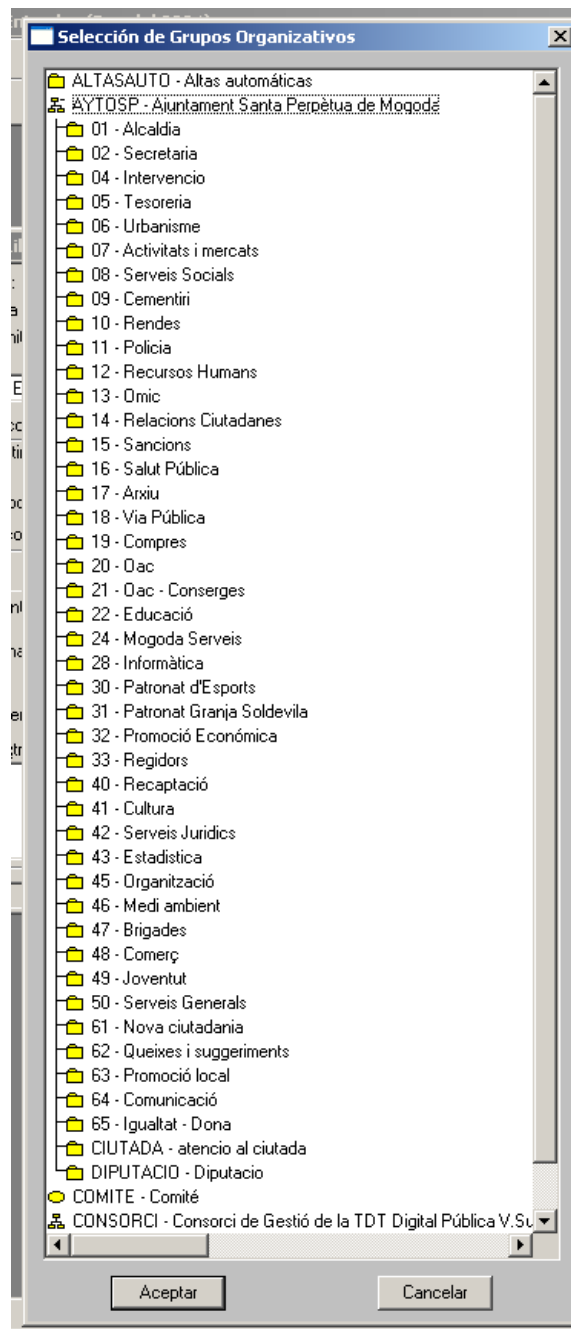 Selección de Grupos Organizativos
ALTASAUTO - Altas automáticas
AYTOSP - Ajuntament Santa Perpètua de Mogoda
01 - Alcaldia
02 - Secretaria
04 - Intervencio
05 - Tesoreria
06 - Urbanisme
07 - Activitats i mercats
08 - Serveis Socials
09 - Cementiri
10 - Rendes
11 - Policia
12 - Recursos Humans
13 - Omic
14 - Relacions Ciutadanes
15 - Sancions
16 - Salut Pública
17 - Arxiu
18 - Via Pública
19 - Compres
20 - Oac
21 - Oac - Conserges
22 - Educació
24 - Mogoda Serveis
28 - Informàtica
30 - Patronat d'Esports
31 - Patronat Granja Soldevila
32 - Promoció Económica
33 - Regidors
40 - Recaptació
41 - Cultura
42 - Serveis Juridics
43 - Estadistica
45 - Organització
46 - Medi ambient
47 - Brigades
48 - Comerç
49 - Joventut
50 - Serveis Generals
61 - Nova ciutadania
62 - Queixes i suggeriments
63 - Promoció local
64 - Comunicació
65 - Igualtat - Dona
CIUTADA - atencio al ciutada
DIPUTACIO - Diputacio
COMITE - Comité
CONSORCI - Consorci de Gestió de la TDT Digital Pública V.Su
Aceptar
Cancelar